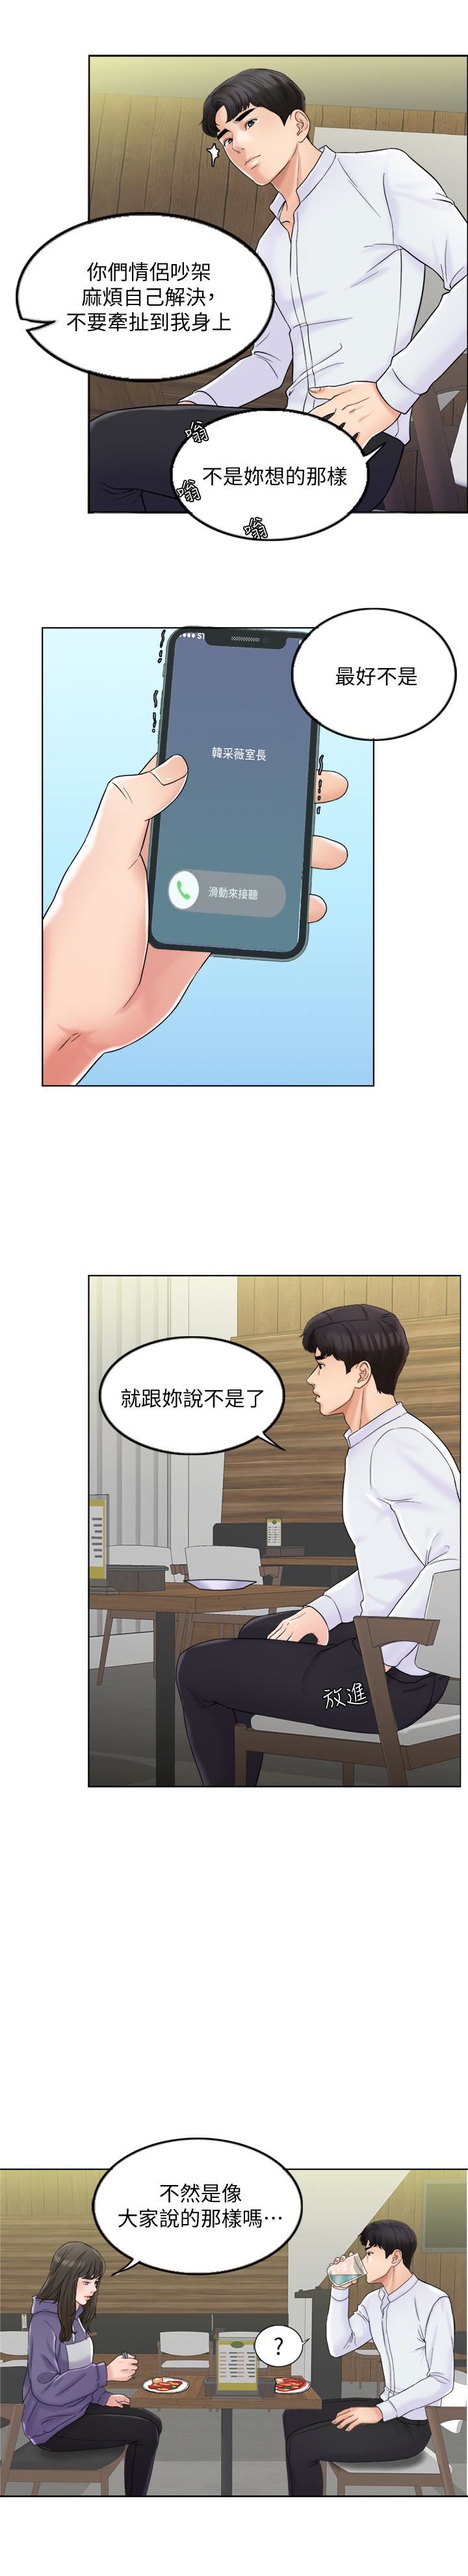 你們情侶吵架
麻煩自己解決,
不要牽扯到我身上
嗡
不是妳想的那樣
嗡
嗡
最好不是
ST
韓采薇室長
滑動來接聽
就跟妳說不是了
放進
不然是像
大家說的那樣嗎…
?